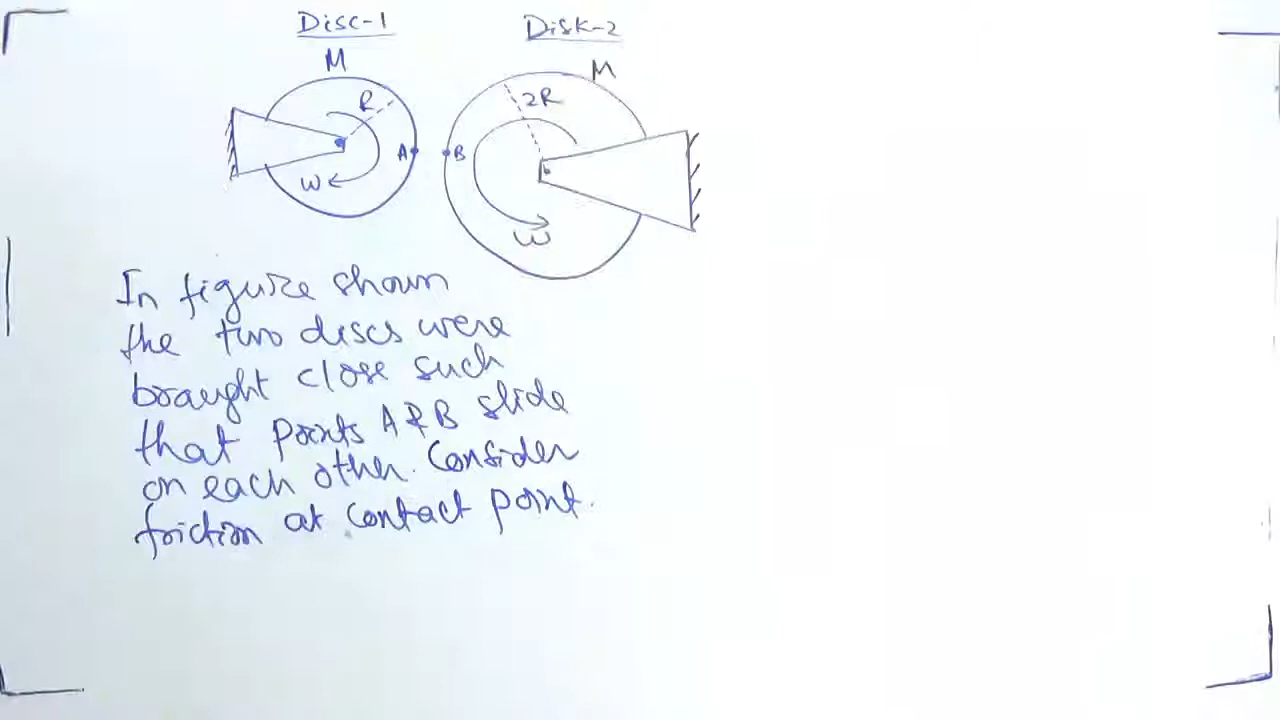 Disc-1
Disk-2
M
M
R
2R
A
B
W
W
In figure shown
the two discs were
braught close such
that points A & B slide
on each other. Consider
friction at contact point.